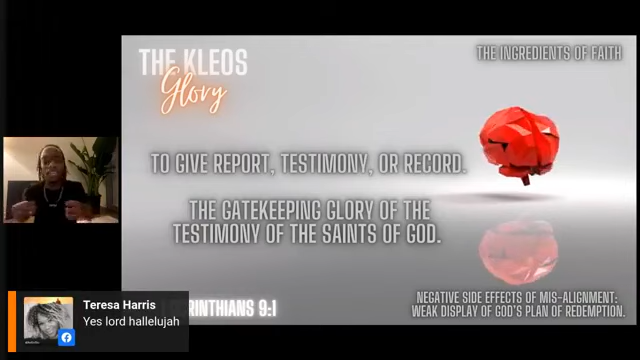 THE KLEOS
Glory
THE INGREDIENTS OF FAITH
TO GIVE REPORT, TESTIMONY, OR RECORD.
THE GATEKEEPING GLORY OF THE
TESTIMONY OF THE SAINTS OF GOD.
RINTHIANS 9:1
NEGATIVE SIDE EFFECTS OF MIS-ALIGNMENT:
WEAK DISPLAY OF GOD'S PLAN OF REDEMPTION.
Teresa Harris
Yes lord hallelujah